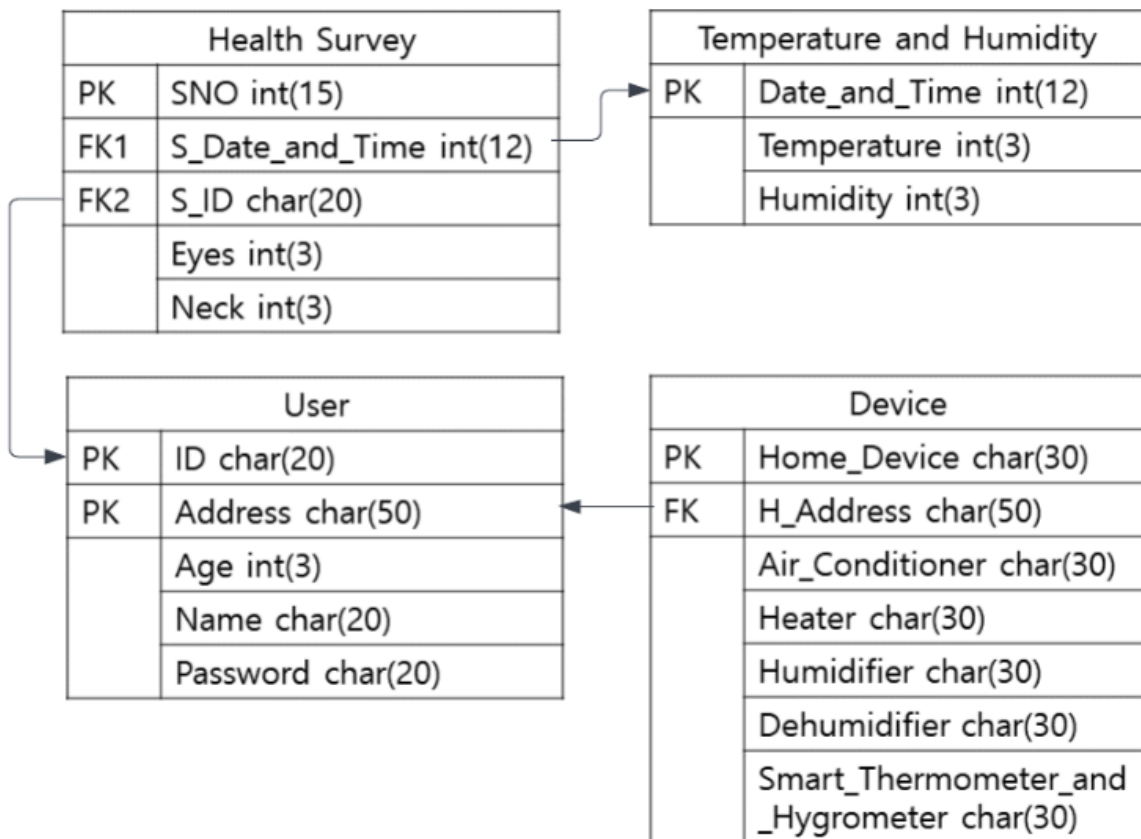 Health Survey
PK SNO int(15)
FK1 S_Date_and_Time int(12)
FK2 S_ID char(20)
Eyes int(3)
Neck int(3)
Temperature and Humidity
PK Date_and_Time int(12)
Temperature int(3)
Humidity int(3)
User
PK ID char(20)
PK Address char(50)
Age int(3)
Name char(20)
Password char(20)
Device
PK Home_Device char(30)
FK H_Address char(50)
Air_Conditioner char(30)
Heater char(30)
Humidifier char(30)
Dehumidifier char(30)
Smart_Thermometer_and
_Hygrometer char(30)